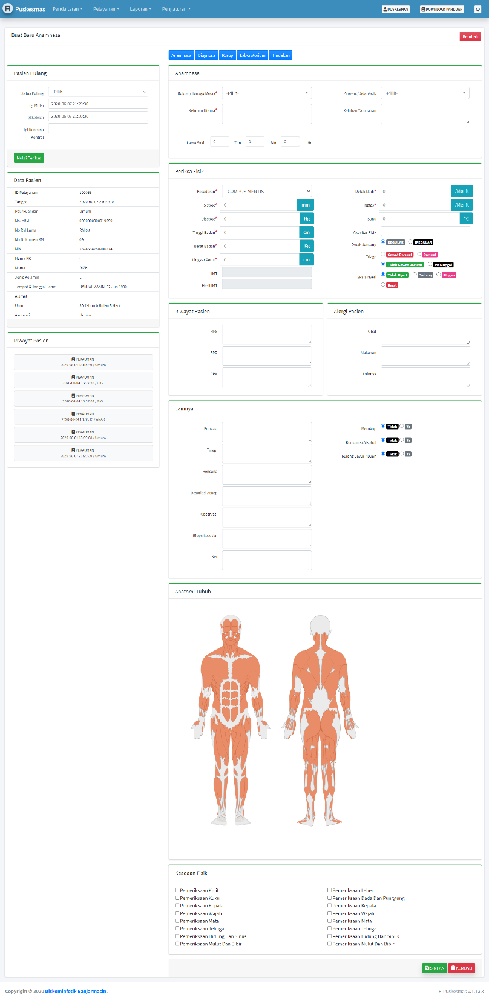 Puskesmas Pendaftaran Pelayanan Laporan Pengaturan PUSKESMAS DOWNLOAD PANDUAN
Buat Baru Anamnesa Kembali
Anamnesa Diagnosa Resep Laboratorium Tindakan
Pasien Pulang
Status Pulang Pilih
Tgl Mulai 2020-06-07 21:29:30
Tgl Selesai 2020-06-07 21:50:36
Tgl Rencana
Kontrol
Mulai Periksa
Data Pasien
ID Pelayanan 100068
Tanggal 2020-06-07 21:29:30
Poli/Ruangan Umum
No. eRM 0000000000019099
No RM Lama RM 09
No Dokumen RM 09
NIK 5324634758906574
Nama KK -
Nama RIZKI
Jenis Kelamin L
Tempat & Tanggal Lahir BANJARMASIN, 02 Jun 1990
Alamat
Umur 30 Tahun 0 Bulan 5 Hari
Asuransi Umum
Riwayat Pasien
PEKAUMAN
2020-06-04 13:18:49 / Umum
PEKAUMAN
2020-06-04 13:22:39 / GIGI
PEKAUMAN
2020-06-04 13:37:03 / GIGI
PEKAUMAN
2020-06-04 13:38:13 / ANAK
PEKAUMAN
2020-06-04 13:39:08 / Umum
PEKAUMAN
2020-06-07 21:29:30 / Umum
Anamnesa
Dokter / Tenaga Medis* -Pilih- Perawat/Bidan/sdb -Pilih-
Keluhan Utama* Keluhan Tambahan
Lama Sakit 0 Thn 0 Bln 0 Hr
Periksa Fisik
Kesadaran* COMPOS MENTIS
Sistole* 0 mm
Diastole* 0 Hg
Tinggi Badan* 0 cm
Berat Badan* 0 Kg
Lingkar Perut* 0 cm
IMT
Hasil IMT
Detak Nadi* 0 /Menit
Nafas* 0 /Menit
Suhu 0 °C
Aktivitas Fisik
Detak Jantung REGULAR IREGULAR
Triage Gawat Darurat Darurat
Tidak Gawat Darurat Meninggal
Skala Nyeri Tidak Nyeri Sedang Ringan
Berat
Riwayat Pasien
RPS
RPD
RPK
Alergi Pasien
Obat
Makanan
Lainnya
Lainnya
Edukasi
Terapi
Rencana
Deskripsi Askep
Observasi
Biopsikososial
Ket
Merokop Tidak Ya
Konsumsi Alkohol Tidak Ya
Kurang Sayur / Buah Tidak Ya
Anatomi Tubuh
Keadaan Fisik
Pemeriksaan Kulit
Pemeriksaan Kuku
Pemeriksaan Kepala
Pemeriksaan Wajah
Pemeriksaan Mata
Pemeriksaan Telinga
Pemeriksaan Hidung Dan Sinus
Pemeriksaan Mulut Dan Bibir
Pemeriksaan Leher
Pemeriksaan Dada Dan Punggung
Pemeriksaan Kepala
Pemeriksaan Wajah
Pemeriksaan Mata
Pemeriksaan Telinga
Pemeriksaan Hidung Dan Sinus
Pemeriksaan Mulut Dan Bibir
SIMPAN KEMBALI
Copyright © 2020 Diskominfotik Banjarmasin. Puskesmas v.1.1.63